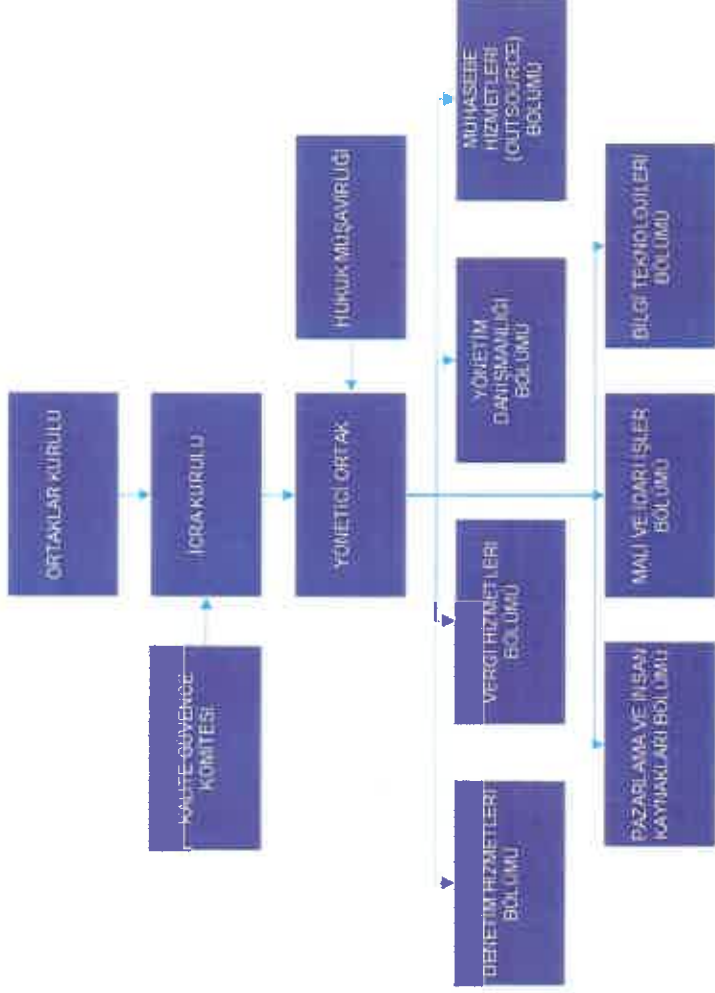 ORTAKLAR KURULU
KALİTE GÜVENCE
KOMİTESİ
İCRA KURULU
YÖNETİCİ ORTAK
HUKUK MÜŞAVİRLİĞİ
DENETİM HİZMETLERİ
BÖLÜMÜ
VERGİ HİZMETLERİ
BÖLÜMÜ
YÖNETİM
DANIŞMANLIĞI
BÖLÜMÜ
MUHASEBE
HİZMETLERİ
(OUTSOURCE)
BÖLÜMÜ
PAZARLAMA VE İNSAN
KAYNAKLARI BÖLÜMÜ
MALİ VE İDARİ İŞLER
BÖLÜMÜ
BİLGİ TEKNOLOJİLERİ
BÖLÜMÜ